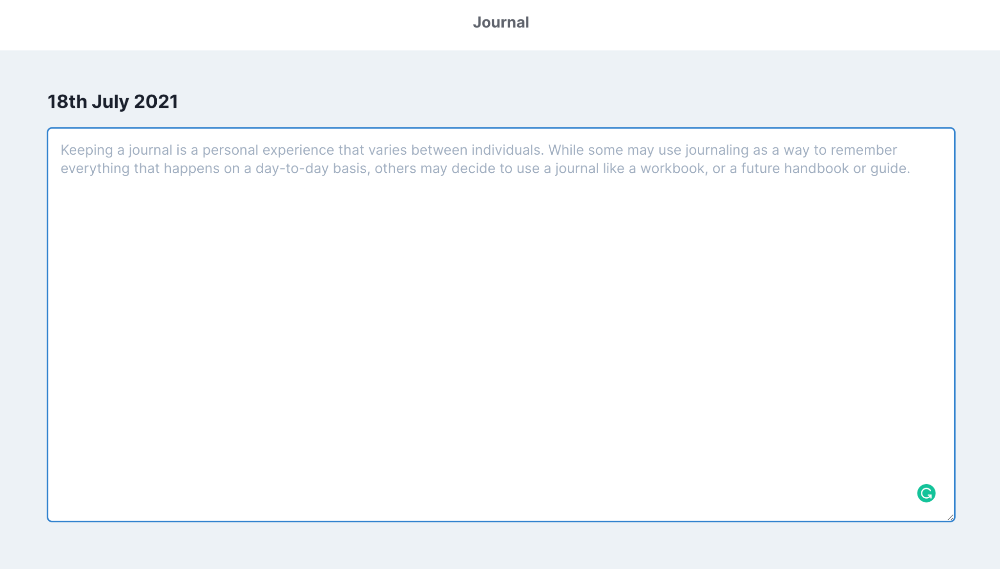 Journal
18th July 2021
Keeping a journal is a personal experience that varies between individuals. While some may use journaling as a way to remember
everything that happens on a day-to-day basis, others may decide to use a journal like a workbook, or a future handbook or guide.